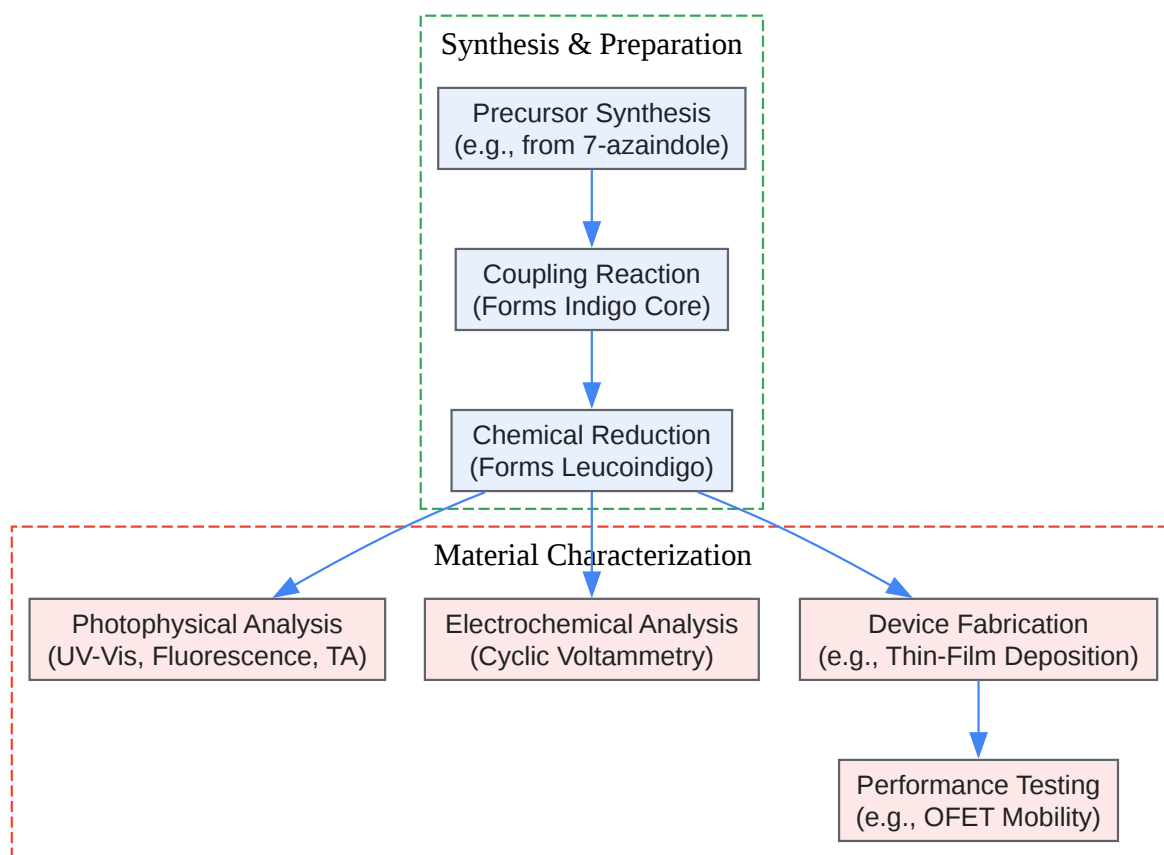 Synthesis & Preparation
Precursor Synthesis
(e.g., from 7-azaindole)
Coupling Reaction
(Forms Indigo Core)
Chemical Reduction
(Forms Leucoindigo)
Material Characterization
Photophysical Analysis
(UV-Vis, Fluorescence, TA)
Electrochemical Analysis
(Cyclic Voltammetry)
Device Fabrication
(e.g., Thin-Film Deposition)
Performance Testing
(e.g., OFET Mobility)